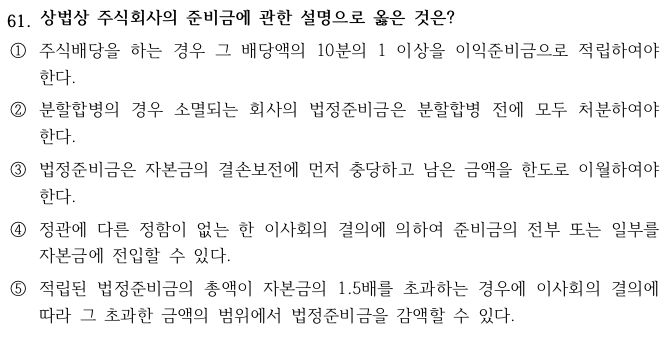 61. 상법상 주식회사의 준비금에 관한 설명으로 옳은 것은?
① 주식배당을 하는 경우 그 배당액의 10분의 1 이상을 이익준비금으로 적립하여야
한다.
② 분할합병의 경우 소멸되는 회사의 법정준비금은 분할합병 전에 모두 처분하여야
한다.
③ 법정준비금은 자본금의 결손보전에 먼저 충당하고 남은 금액을 한도로 이월하여야
한다.
④ 정관에 다른 정함이 없는 한 이사회의 결의에 의하여 준비금의 전부 또는 일부를
자본금에 전입할 수 있다.
⑤ 적립된 법정준비금의 총액이 자본금의 1.5배를 초과하는 경우에 이사회의 결의에
따라 그 초과한 금액의 범위에서 법정준비금을 감액할 수 있다.